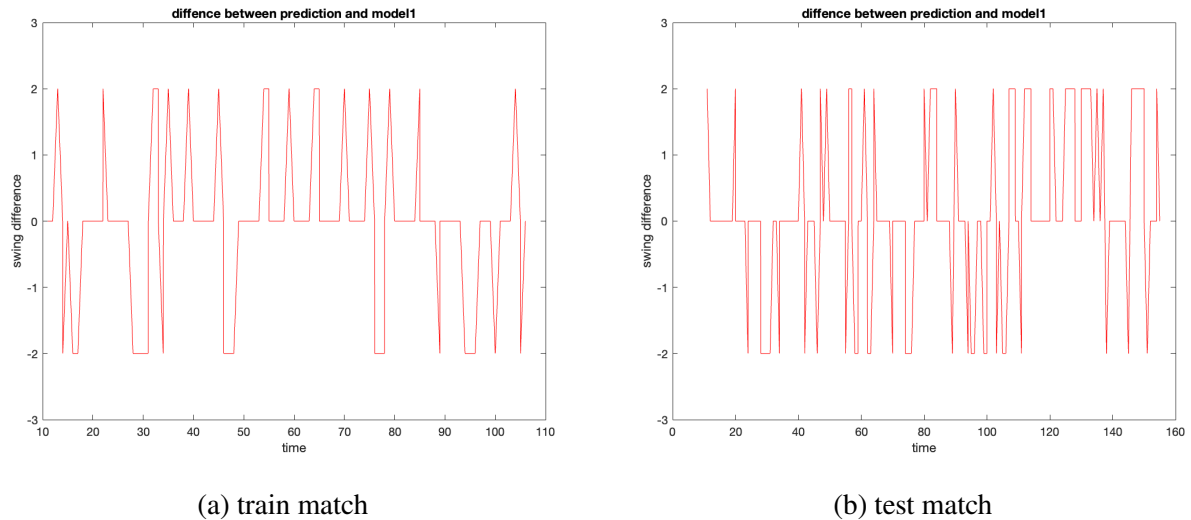 diffence between prediction and model1
3
2
1
0
-1
-2
-3
swing difference
10 20 30 40 50 60 70 80 90 100 110
time
(a) train match
diffence between prediction and model1
3
2
1
0
-1
-2
-3
swing difference
0 20 40 60 80 100 120 140 160
time
(b) test match